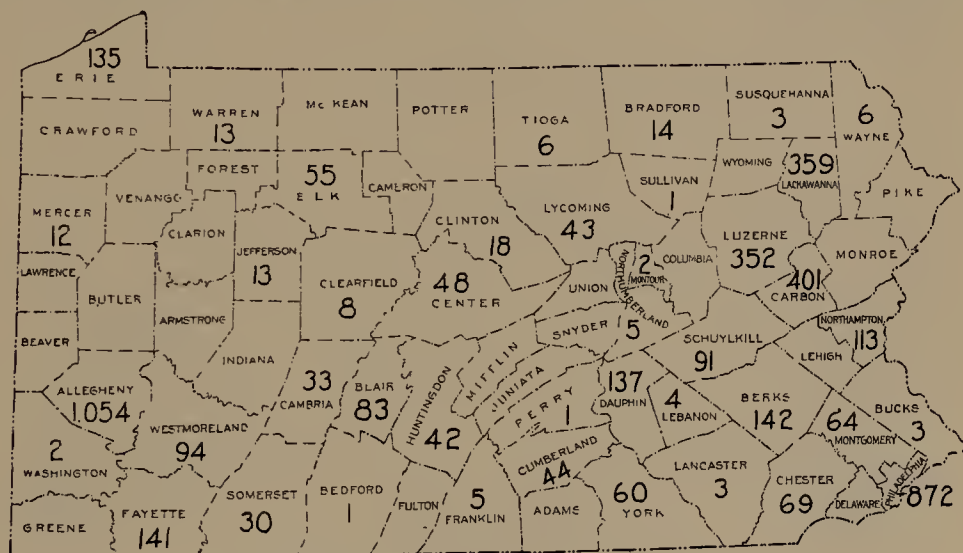 135
ERIE
CRAWFORD
WARREN
13
Mc KEAN
POTTER
TIOGA
6
BRADFORD
14
SUSQUEHANNA
3
6
WAYNE
FOREST
55
ELK
CAMERON
WYOMING
359
LACKAWANNA
SULLIVAN
1
PIKE
MERCER
12
VENANGO
CLARION
JEFFERSON
13
CLINTON
18
LYCOMING
43
LUZERNE
352
MONROE
LAWRENCE
BUTLER
CLEARFIELD
8
48
CENTER
UNION
NORTHUMBERLAND
5
2
MONTOUR
COLUMBIA
401
CARBON
BEAVER
ARMSTRONG
INDIANA
SNYDER
SCHUYLKILL
91
NORTHAMPTON
113
LEHIGH
ALLEGHENY
1.054
WESTMORELAND
94
33
CAMBRIA
BLAIR
83
HUNTINGDON
42
MIFFLIN
JUNIATA
PERRY
1
137
DAUPHIN
4
LEBANON
BERKS
142
64
MONTGOMERY
BUCKS
3
2
WASHINGTON
CUMBERLAND
44
LANCASTER
3
CHESTER
69
DELAWARE
PHILADELPHIA
872
GREENE
FAYETTE
141
SOMERSET
30
BEDFORD
1
FULTON
5
FRANKLIN
ADAMS
60
YORK